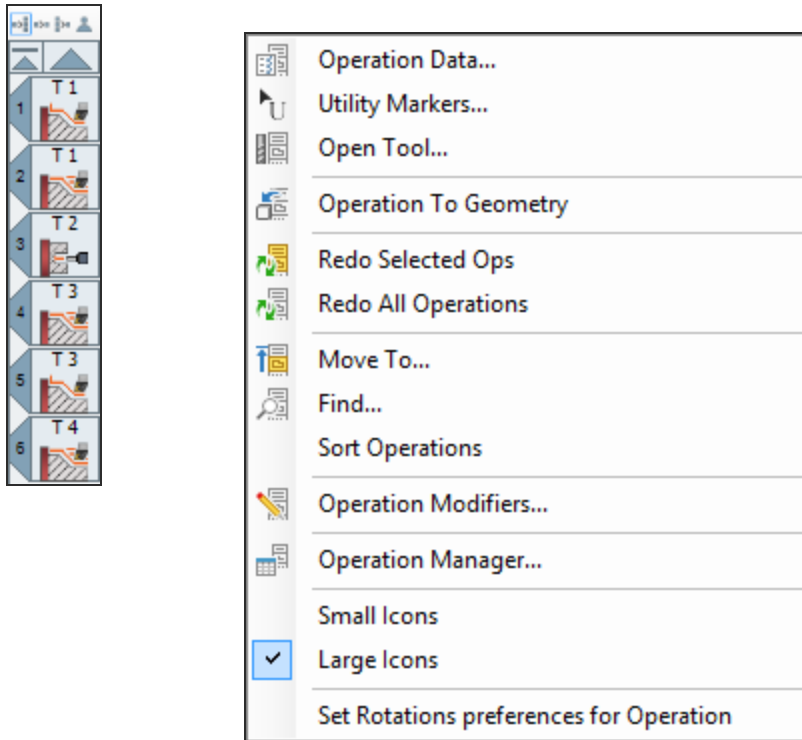 T 1
1
T 1
2
T 2
3
T 3
4
T 3
5
T 4
6
Operation Data...
U
Utility Markers...
Open Tool...
Operation To Geometry
Redo Selected Ops
Redo All Operations
Move To...
Find...
Sort Operations
Operation Modifiers...
Operation Manager...
Small Icons
Large Icons
Set Rotations preferences for Operation